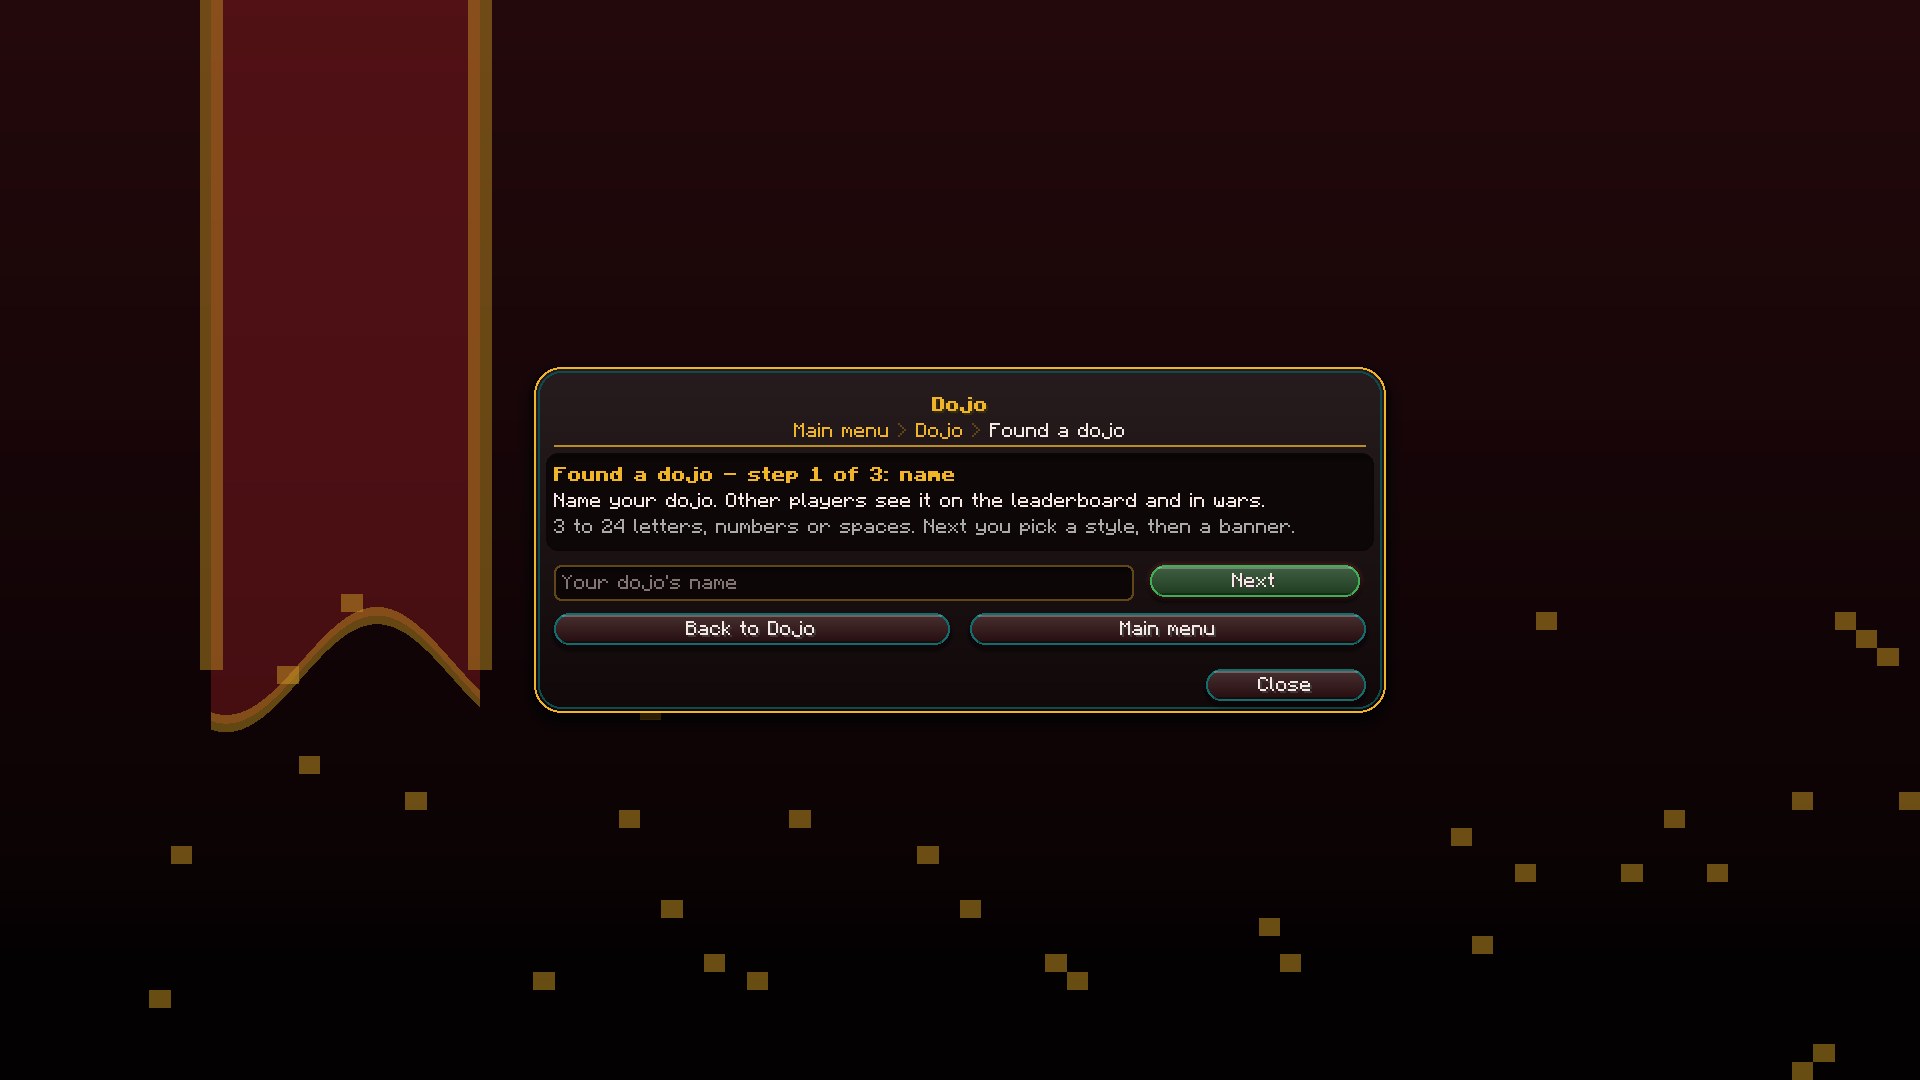 Dojo
Main menu > Dojo > Found a dojo
Found a dojo – step 1 of 3: name
Name your dojo. Other players see it on the leaderboard and in wars.
3 to 24 letters, numbers or spaces. Next you pick a style, then a banner.
Your dojo's name
Next
Back to Dojo
Main menu
Close